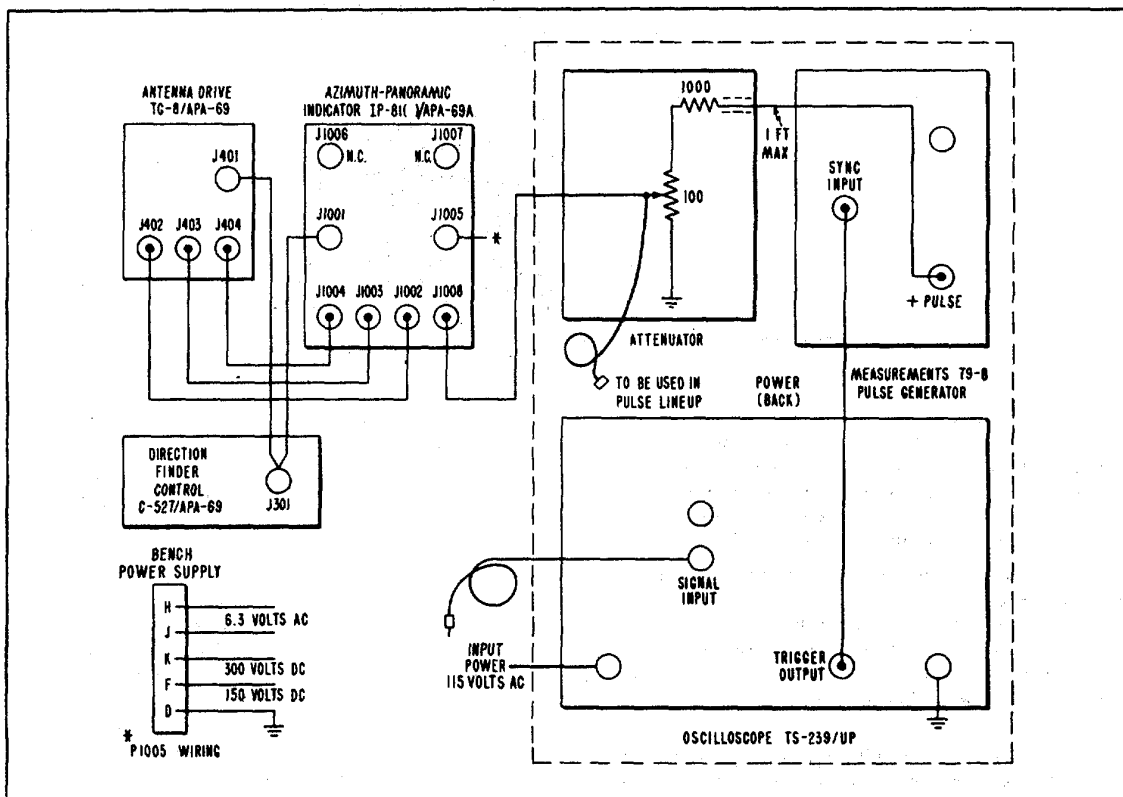 ANTENNA DRIVE
TG-8/APA-69
J401
J402
J403
J404
AZIMUTH-PANORAMIC
INDICATOR IP-81( )/APA-69A
J1006
N.C.
J1007
N.C.
J1001
J1005
*
J1004
J1003
J1002
J1008
1000
100
1 FT
MAX
ATTENUATOR
TO BE USED IN
PULSE LINEUP
SYNC
INPUT
+ PULSE
POWER
(BACK)
MEASUREMENTS 79-B
PULSE GENERATOR
DIRECTION
FINDER
CONTROL
C-527/APA-69
J301
BENCH
POWER SUPPLY
H
6.3 VOLTS AC
J
K
300 VOLTS DC
F
150 VOLTS DC
D
*
P1005 WIRING
SIGNAL
INPUT
INPUT
POWER
115 VOLTS AC
TRIGGER
OUTPUT
OSCILLOSCOPE TS-239/UP